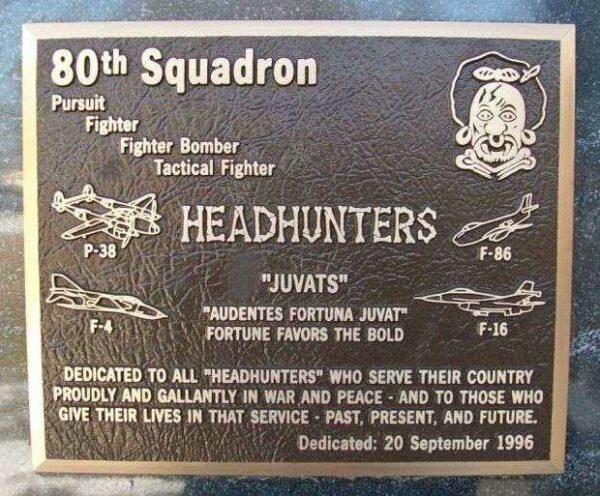 80th Squadron
Pursuit
Fighter
Fighter Bomber
Tactical Fighter
HEADHUNTERS
P-38
F-86
"JUVATS"
"AUDENTES FORTUNA JUVAT"
FORTUNE FAVORS THE BOLD
F-4
F-16
DEDICATED TO ALL "HEADHUNTERS" WHO SERVE THEIR COUNTRY
PROUDLY AND GALLANTLY IN WAR AND PEACE - AND TO THOSE WHO
GIVE THEIR LIVES IN THAT SERVICE - PAST, PRESENT, AND FUTURE.
Dedicated: 20 September 1996